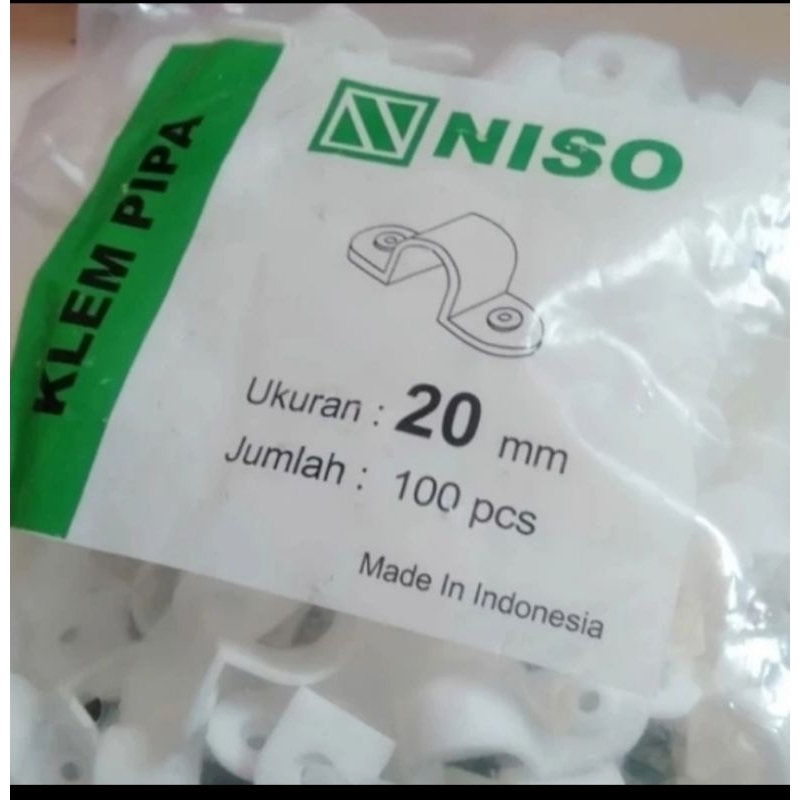 KLEM PIPA
NISO
Ukuran : 20 mm
Jumlah : 100 pcs
Made In Indonesia